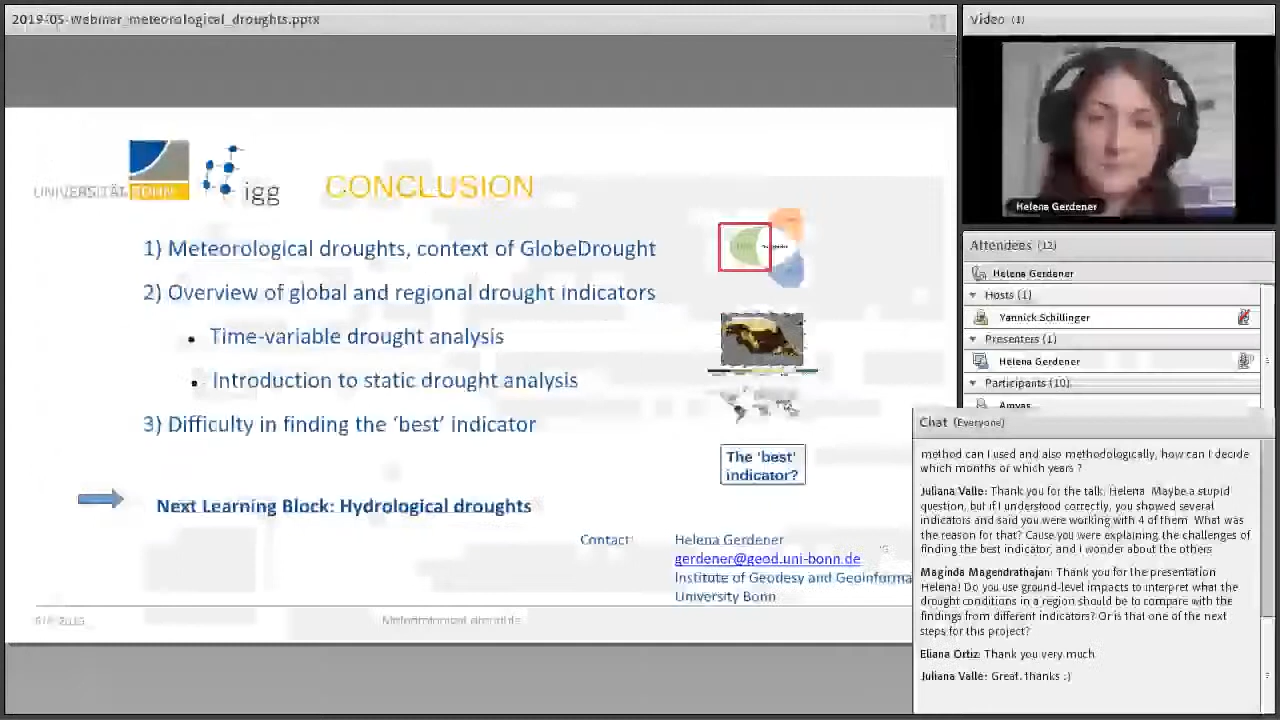 2019-05-Webinar_meteorological_droughts.pptx
UNIVERSITÄT BONN
igg
CONCLUSION
1) Meteorological droughts, context of GlobeDrought
2) Overview of global and regional drought indicators
• Time-variable drought analysis
• Introduction to static drought analysis
3) Difficulty in finding the ‘best’ indicator
The ‘best’
indicator?
Next Learning Block: Hydrological droughts
Contact:
Helena Gerdener
gerdener@geod.uni-bonn.de
Institute of Geodesy and Geoinforma
University Bonn
Video (1)
Helena Gerdener
Attendees (12)
Helena Gerdener
Hosts (1)
Yannick Schillinger
Presenters (1)
Helena Gerdener
Participants (10)
Chat (Everyone)
method can I used and also methodologically, how can I decide
which months or which years ?
Juliana Valle: Thank you for the talk, Helena. Maybe a stupid
question, but if I understood correctly, you showed several
indicators and said you were working with 4 of them. What was
the reason for that? Cause you were explaining the challenges of
finding the best indicator, and I wonder about the others
Maginda Magendrathajan: Thank you for the presentation
Helena! Do you use ground-level impacts to interpret what the
drought conditions in a region should be to compare with the
findings from different indicators? Or is that one of the next
steps for this project?
Eliana Ortiz: Thank you very much
Juliana Valle: Great, thanks :)